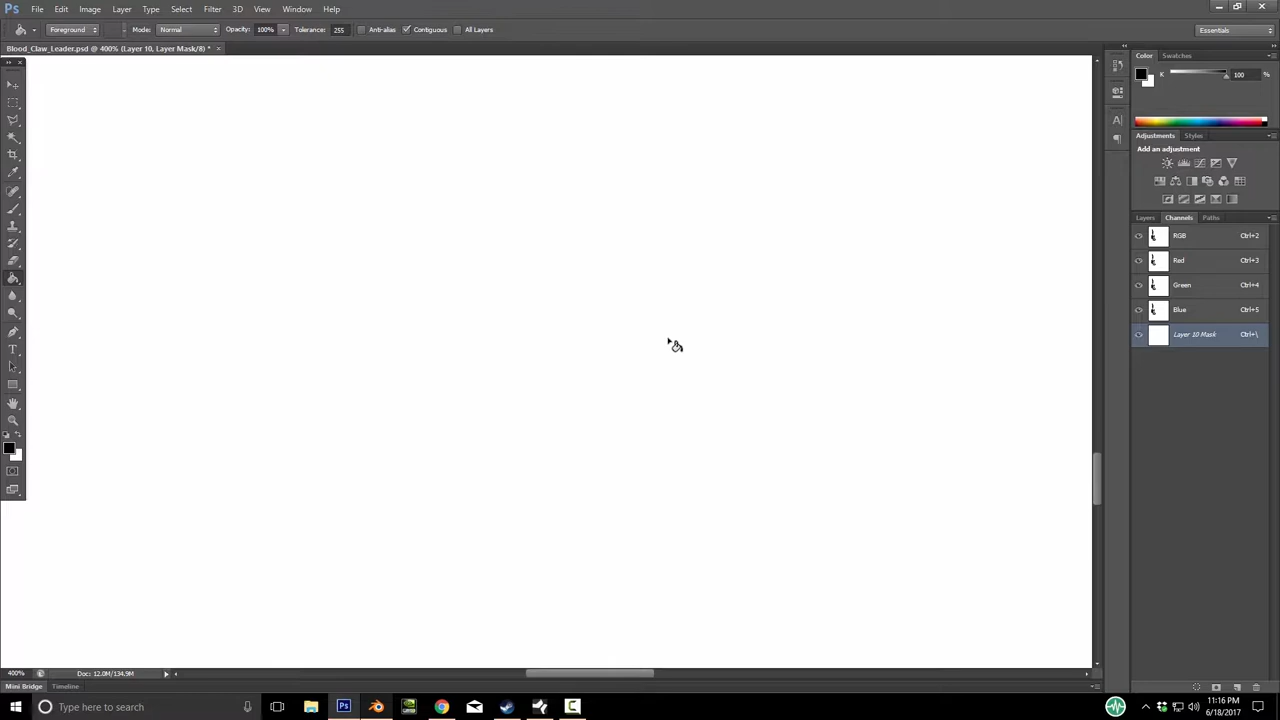 Ps File Edit Image Layer Type Select Filter 3D View Window Help
Foreground Mode: Normal Opacity: 100% Tolerance: 255 Anti-alias Contiguous All Layers Essentials
Blood_Claw_Leader.psd @ 400% (Layer 10, Layer Mask/8) * ×
Color Swatches
K 100 %
Adjustments Styles
Add an adjustment
Layers Channels Paths
RGB Ctrl+2
Red Ctrl+3
Green Ctrl+4
Blue Ctrl+5
Layer 10 Mask Ctrl+\
400% Doc: 12.0M/134.9M
Mini Bridge Timeline
Type here to search
11:16 PM
6/18/2017